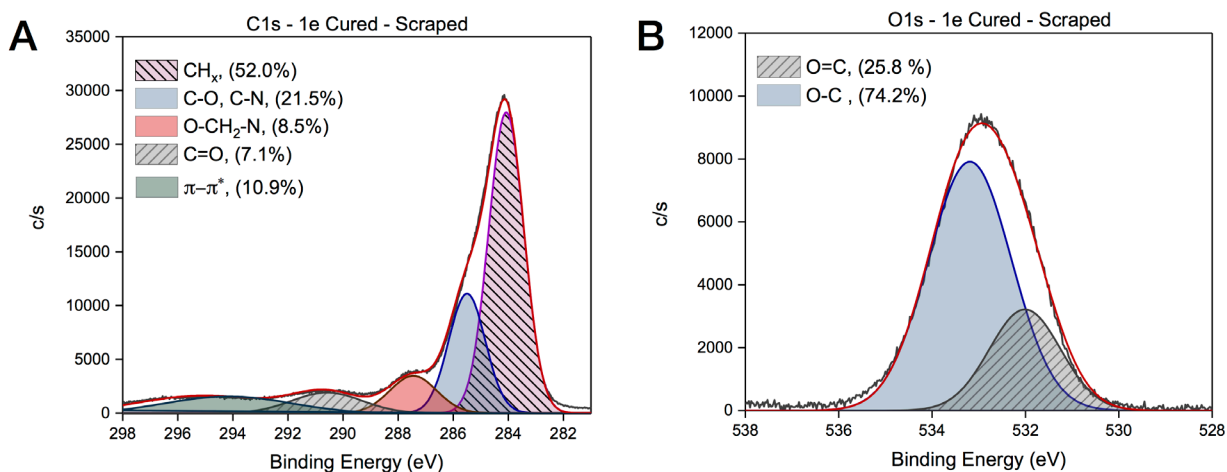 A
C1s - 1e Cured - Scraped
35000
30000
25000
20000
15000
10000
5000
0
c/s
CHx, (52.0%)
C-O, C-N, (21.5%)
O-CH2-N, (8.5%)
C=O, (7.1%)
π–π*, (10.9%)
298 296 294 292 290 288 286 284 282
Binding Energy (eV)
B
O1s - 1e Cured - Scraped
12000
10000
8000
6000
4000
2000
0
c/s
O=C, (25.8 %)
O-C , (74.2%)
538 536 534 532 530 528
Binding Energy (eV)